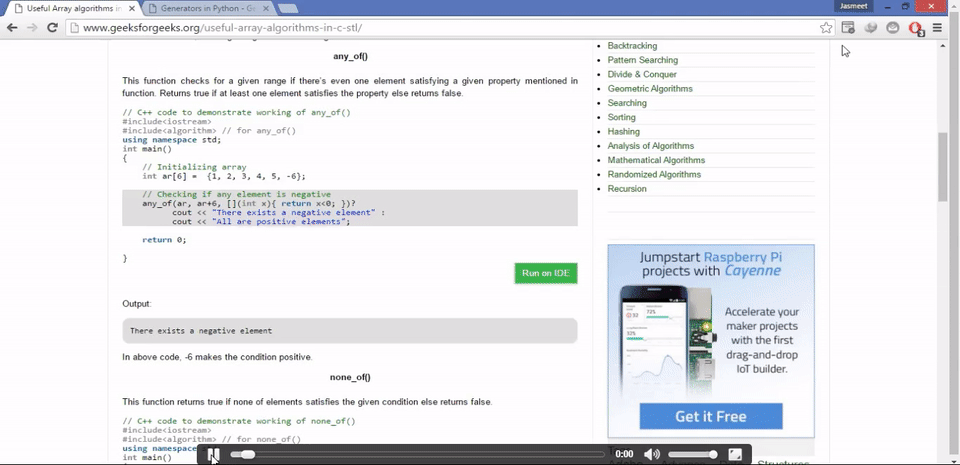 Useful Array algorithms in
Generators in Python - Ge
Jasmeet
www.geeksforgeeks.org/useful-array-algorithms-in-c-stl/
any_of()
This function checks for a given range if there's even one element satisfying a given property mentioned in
function. Returns true if at least one element satisfies the property else returns false.
// C++ code to demonstrate working of any_of()
#include<iostream>
#include<algorithm> // for any_of()
using namespace std;
int main()
{
// Initializing array
int ar[6] = {1, 2, 3, 4, 5, -6};
// Checking if any element is negative
any_of(ar, ar+6, [](int x){ return x<0; })?
cout << "There exists a negative element" :
cout << "All are positive elements";
return 0;
}
Run on IDE
Output:
There exists a negative element
In above code, -6 makes the condition positive.
none_of()
This function returns true if none of elements satisfies the given condition else returns false.
// C++ code to demonstrate working of none_of()
#include<iostream>
#include<algorithm> // for none_of()
using namespace
int main()
Backtracking
Pattern Searching
Divide & Conquer
Geometric Algorithms
Searching
Sorting
Hashing
Analysis of Algorithms
Mathematical Algorithms
Randomized Algorithms
Recursion
Jumpstart Raspberry Pi
projects with Cayenne
Accelerate your
maker projects
with the first
drag-and-drop
IoT builder.
Get it Free
0:00